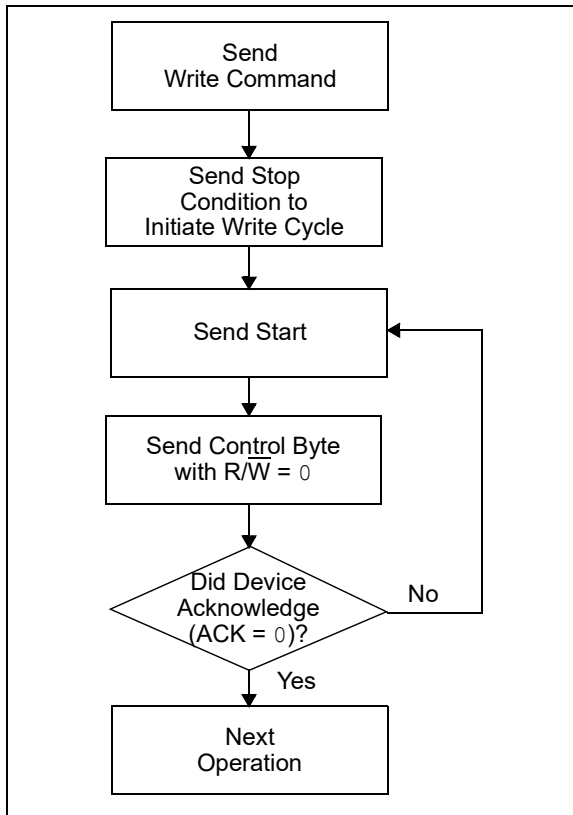 Send
Write Command
Send Stop
Condition to
Initiate Write Cycle
Send Start
Send Control Byte
with R/W̅ = 0
Did Device
Acknowledge
(ACK = 0)?
No
Yes
Next
Operation